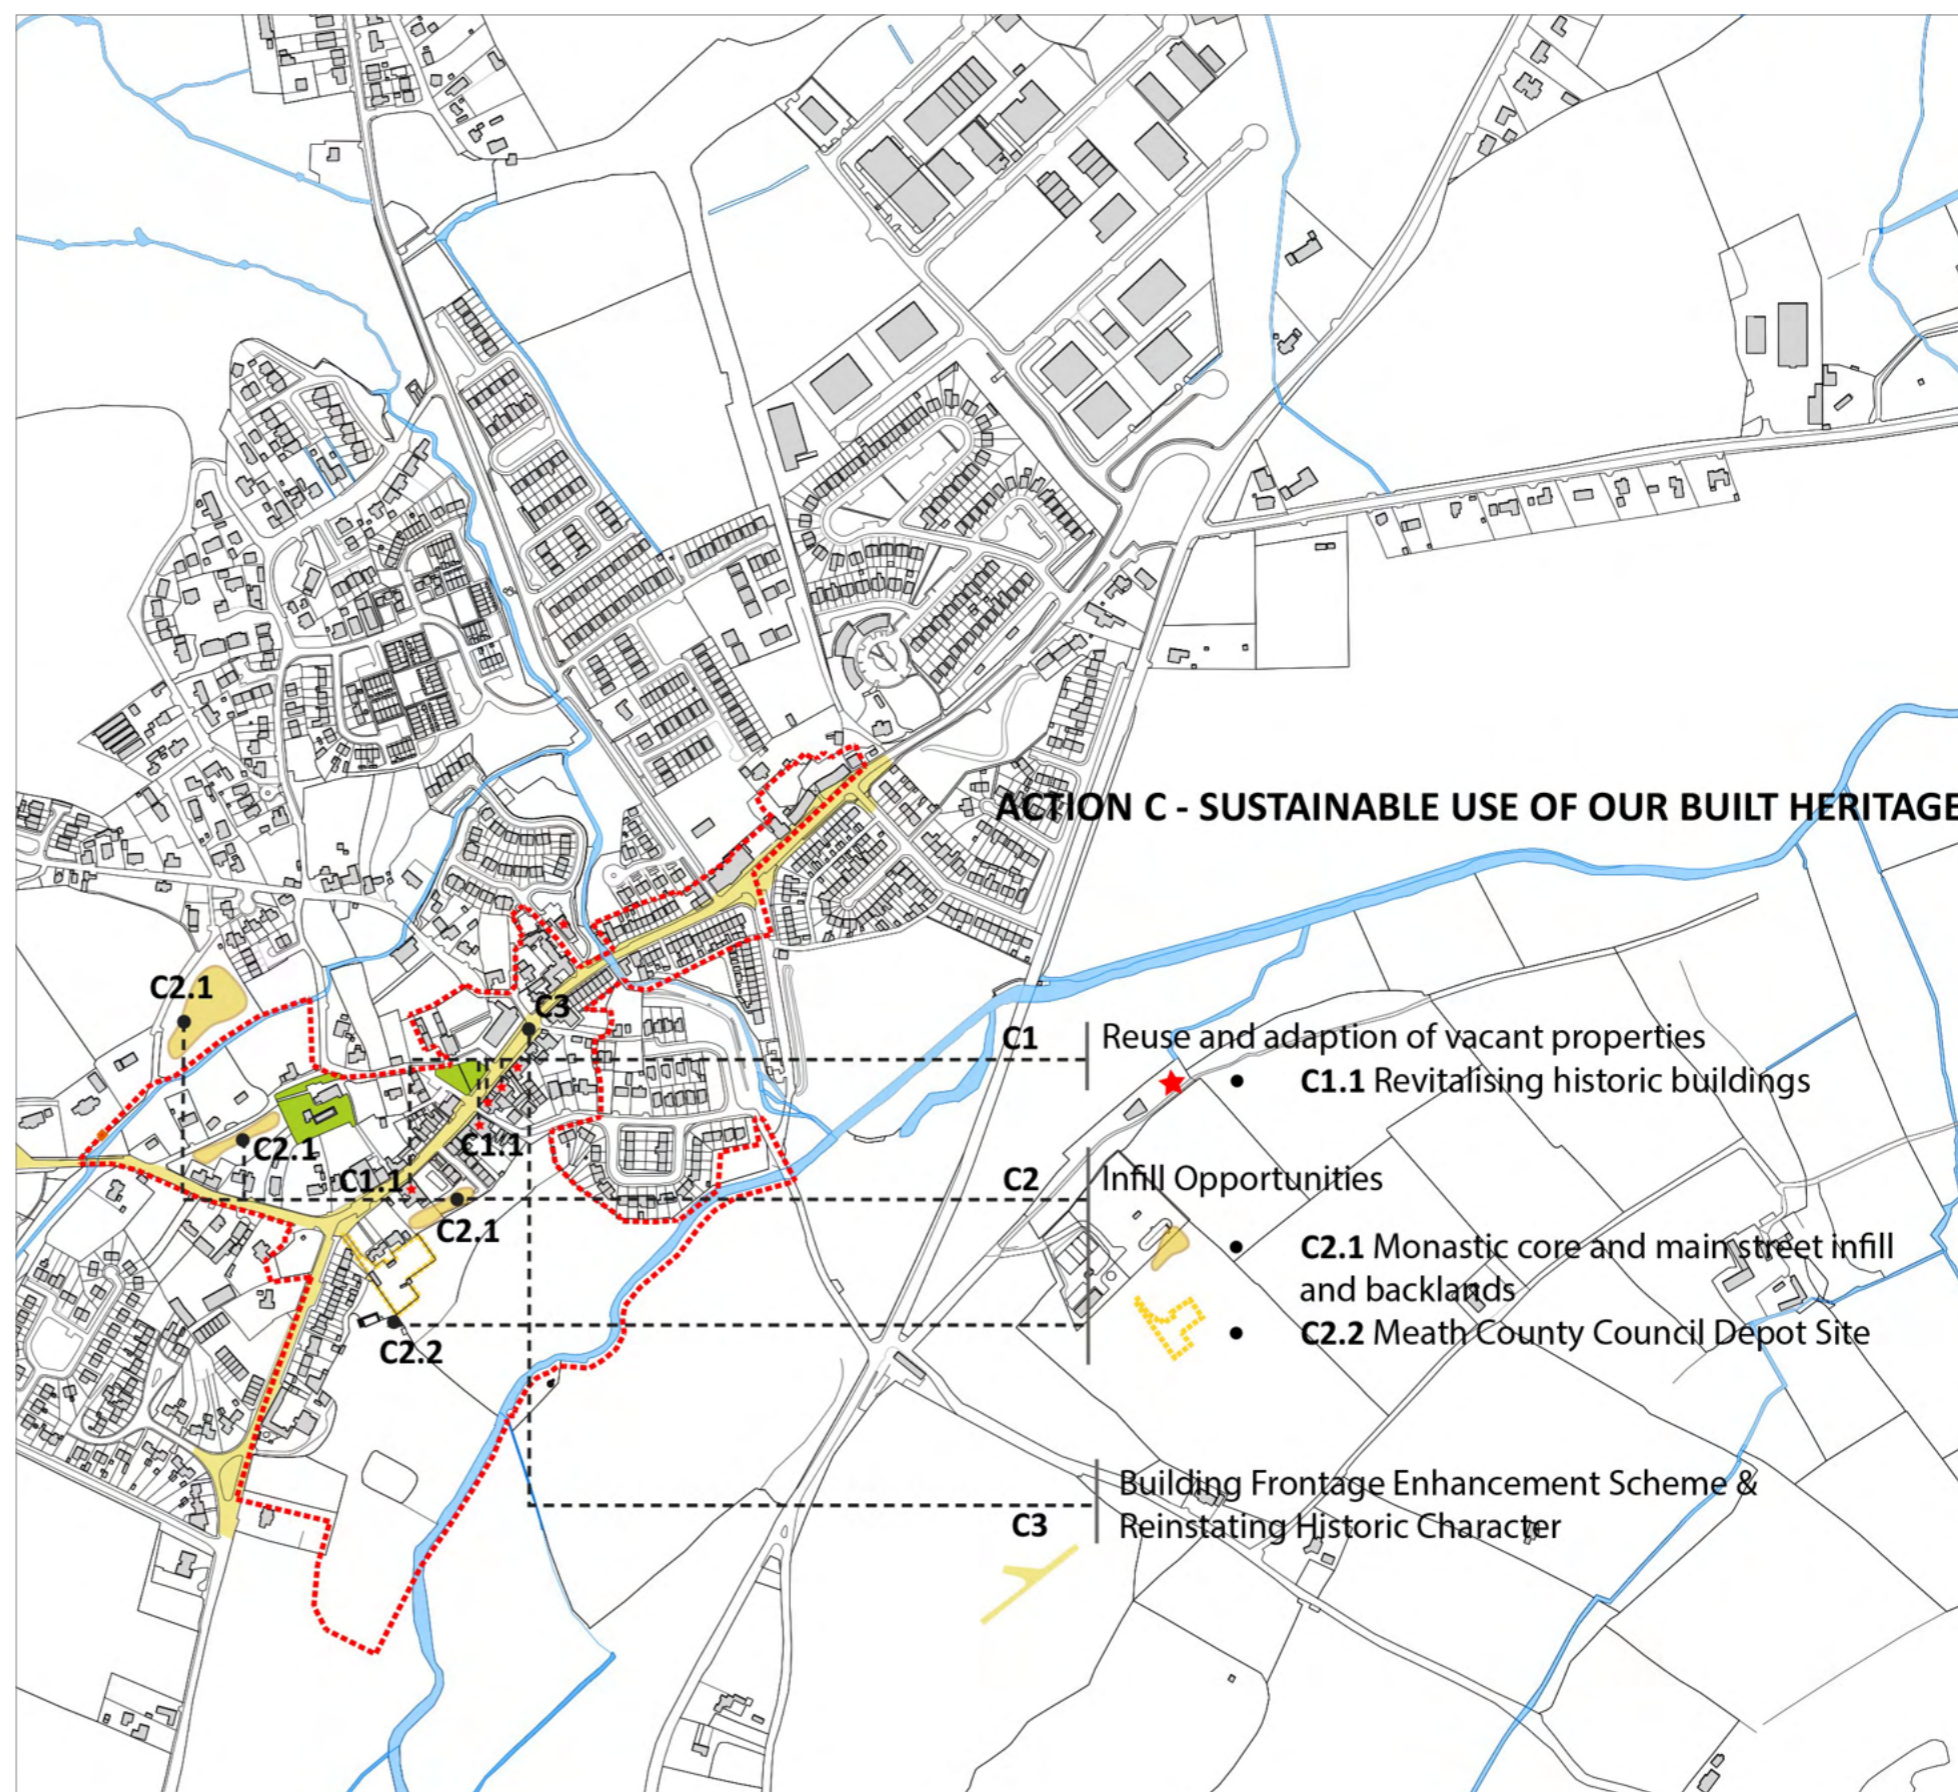 ACTION C - SUSTAINABLE USE OF OUR BUILT HERITAGE
C2.1
C3
C1 Reuse and adaption of vacant properties
• C1.1 Revitalising historic buildings
C2.1
C1.1
C1.1
C2 Infill Opportunities
C2.1
• C2.1 Monastic core and main street infill
and backlands
• C2.2 Meath County Council Depot Site
C2.2
Building Frontage Enhancement Scheme &
C3 Reinstating Historic Character